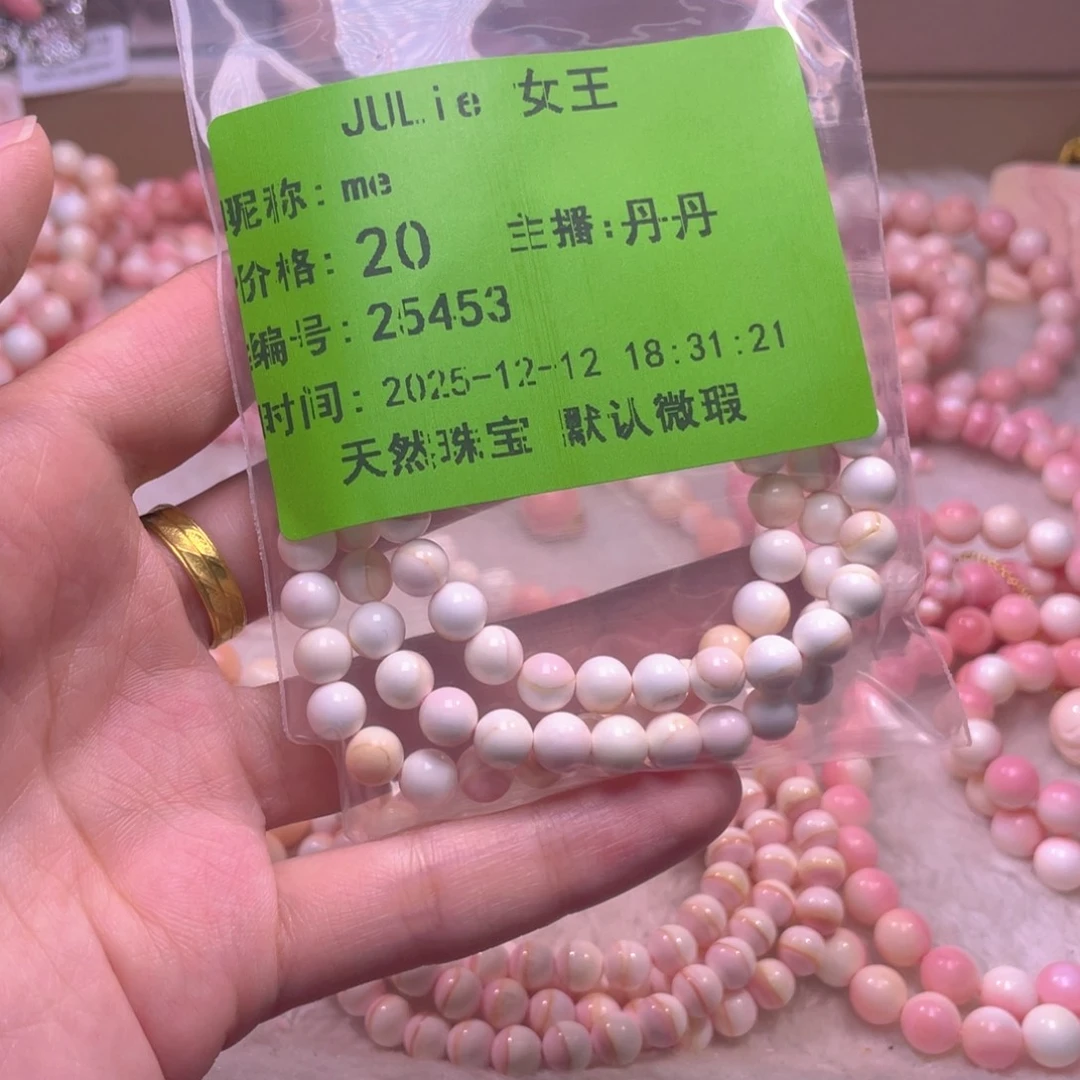 JULie 女王
昵称: me
价格: 20 主播:丹丹
编号: 25453
时间: 2025-12-12 18:31:21
天然珠宝 默认微瑕